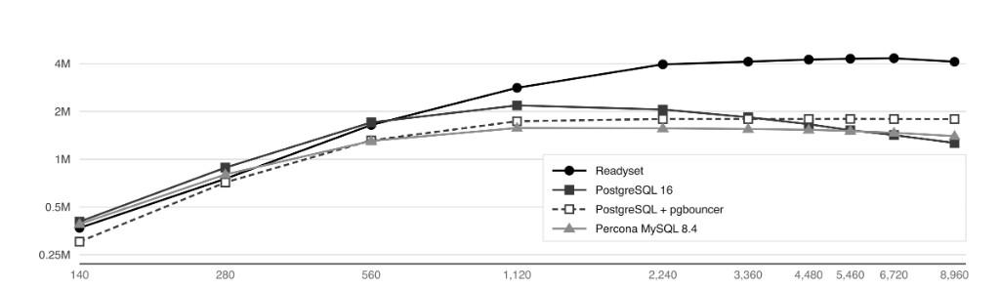 4M
2M
1M
0.5M
0.25M
Readyset
PostgreSQL 16
PostgreSQL + pgbouncer
Percona MySQL 8.4
140 280 560 1,120 2,240 3,360 4,480 5,460 6,720 8,960